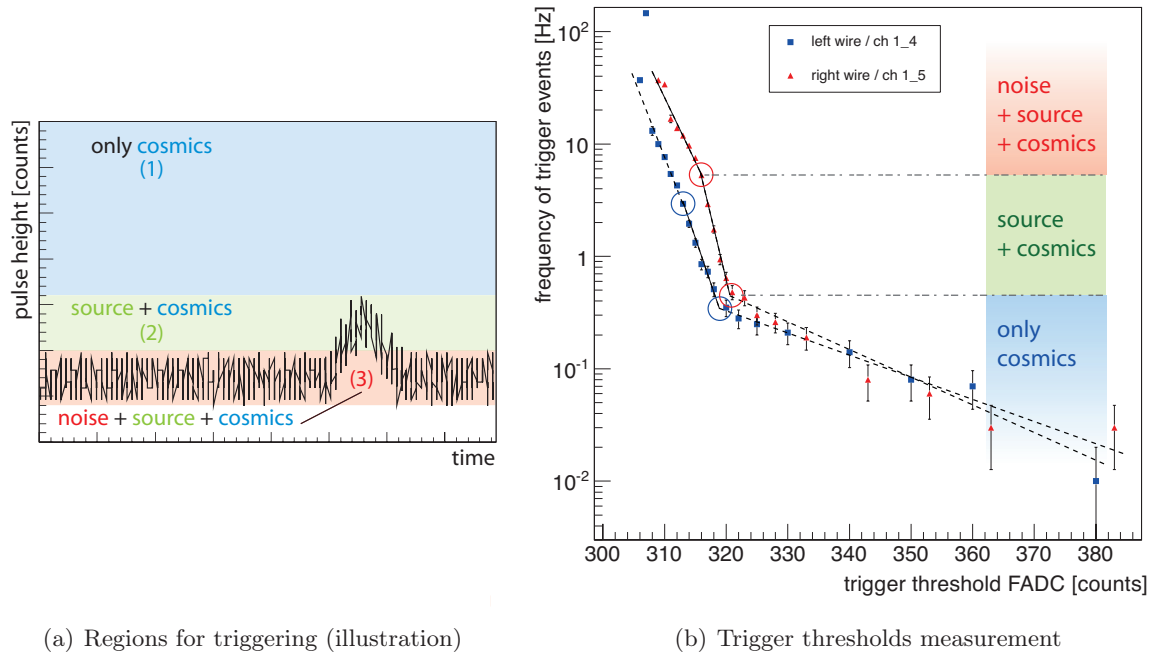 pulse height [counts]
only cosmics
(1)
source + cosmics
(2)
(3)
noise + source + cosmics
time
(a) Regions for triggering (illustration)
frequency of trigger events [Hz]
10^2
10
1
10^-1
10^-2
left wire / ch 1_4
right wire / ch 1_5
noise
+ source
+ cosmics
source
+ cosmics
only
cosmics
300 310 320 330 340 350 360 370 380
trigger threshold FADC [counts]
(b) Trigger thresholds measurement